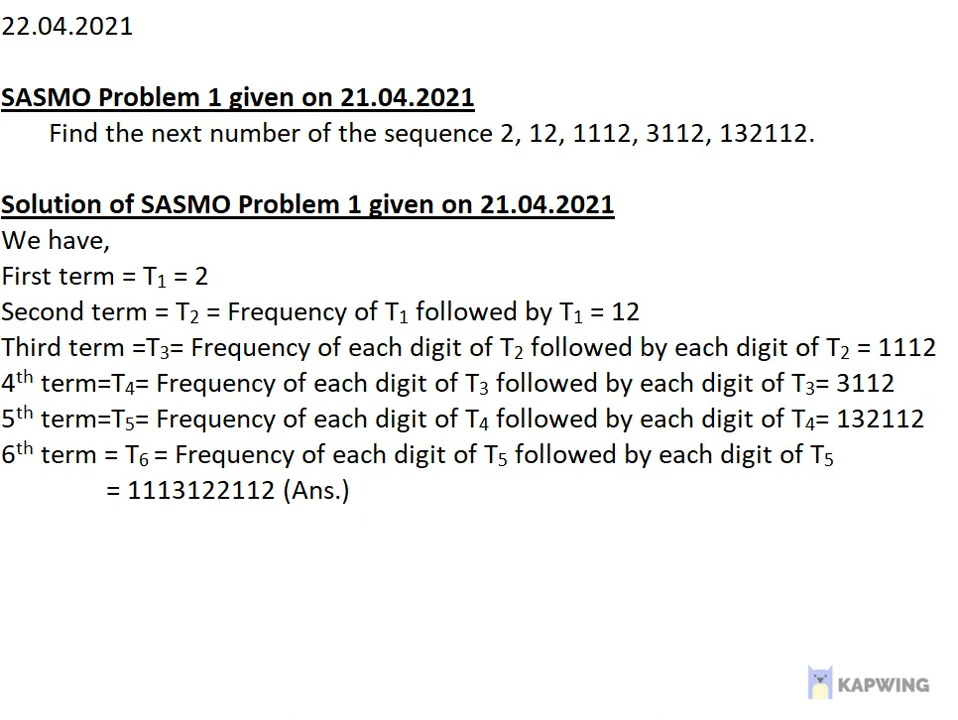 22.04.2021
SASMO Problem 1 given on 21.04.2021
Find the next number of the sequence 2, 12, 1112, 3112, 132112.
Solution of SASMO Problem 1 given on 21.04.2021
We have,
First term = T₁ = 2
Second term = T₂ = Frequency of T₁ followed by T₁ = 12
Third term =T₃= Frequency of each digit of T₂ followed by each digit of T₂ = 1112
4ᵗʰ term=T₄= Frequency of each digit of T₃ followed by each digit of T₃= 3112
5ᵗʰ term=T₅= Frequency of each digit of T₄ followed by each digit of T₄= 132112
6ᵗʰ term = T₆ = Frequency of each digit of T₅ followed by each digit of T₅
= 1113122112 (Ans.)
KAPWING